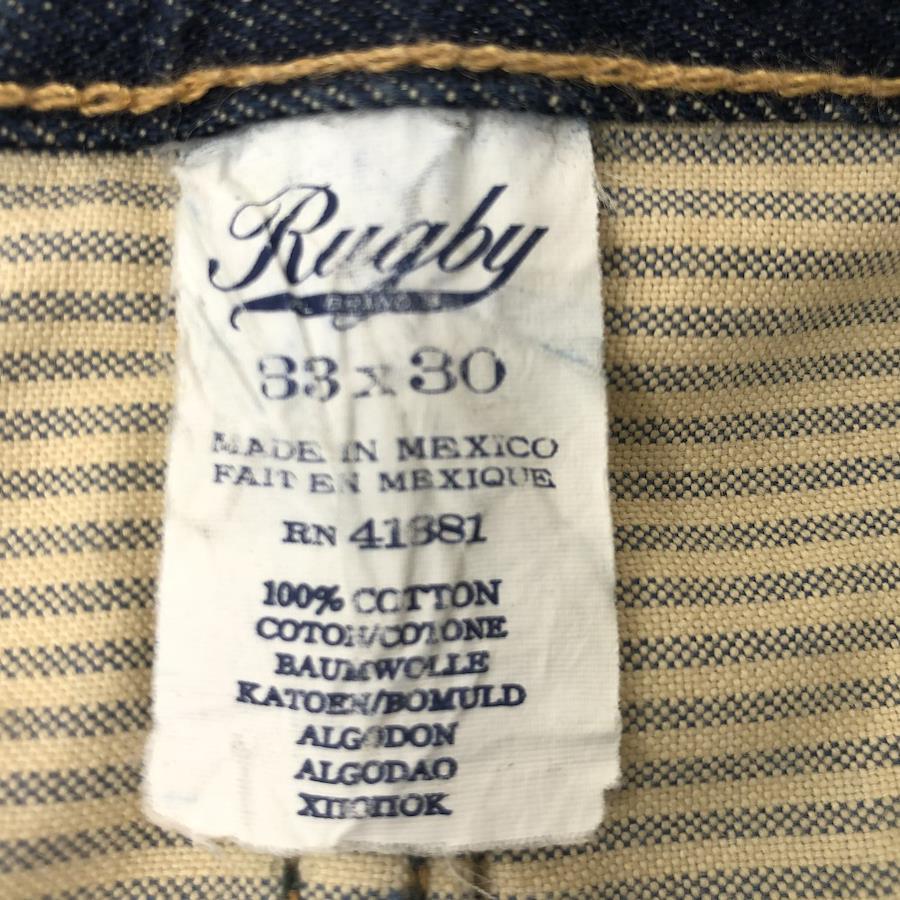 Rugby
33 x 30
MADE IN MEXICO
FAIT EN MEXIQUE
RN 41381
100% COTTON
COTON/COTONE
BAUMWOLLE
KATOEN/BOMULD
ALGODON
ALGODAO
ХПОПОК